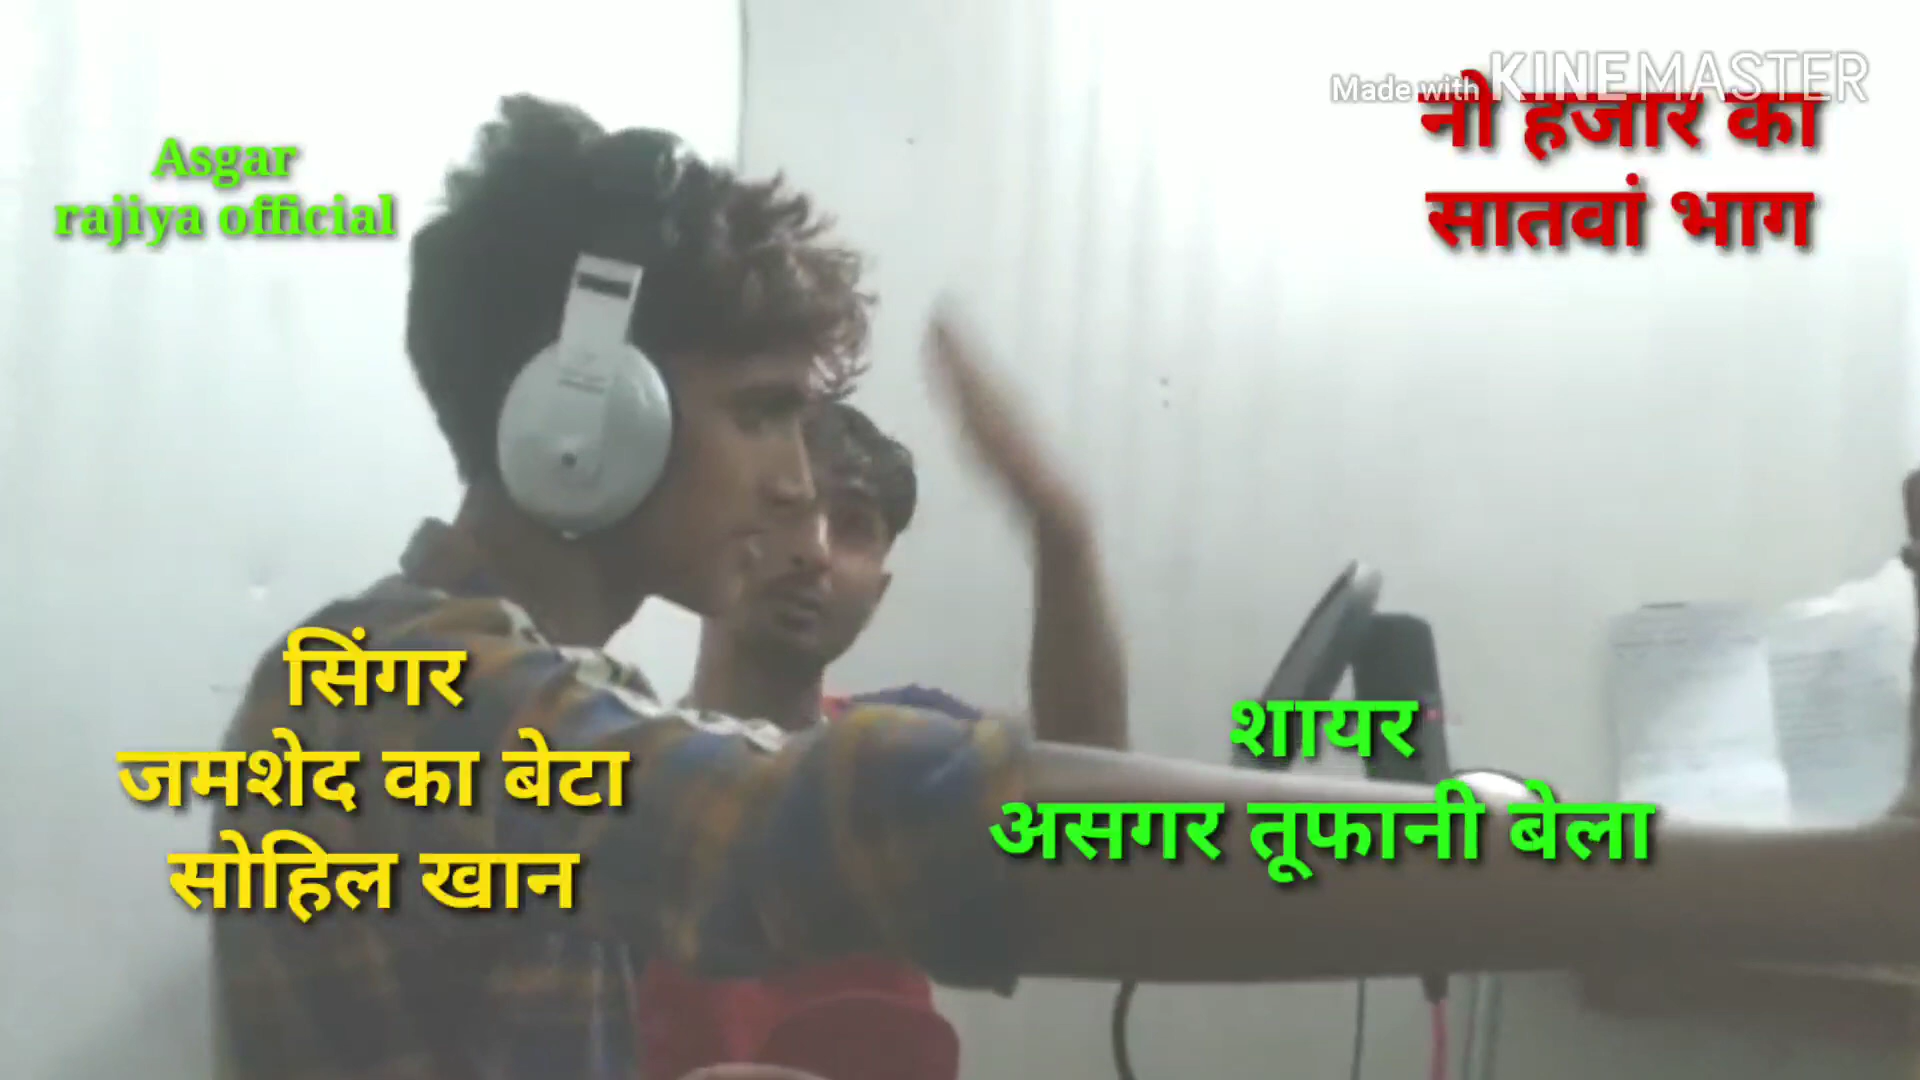 Made with KINEMASTER
Asgar
rajiya official
नौ हजार का
सातवां भाग
सिंगर
जमशेद का बेटा
सोहिल खान
शायर
असगर तूफानी बेला